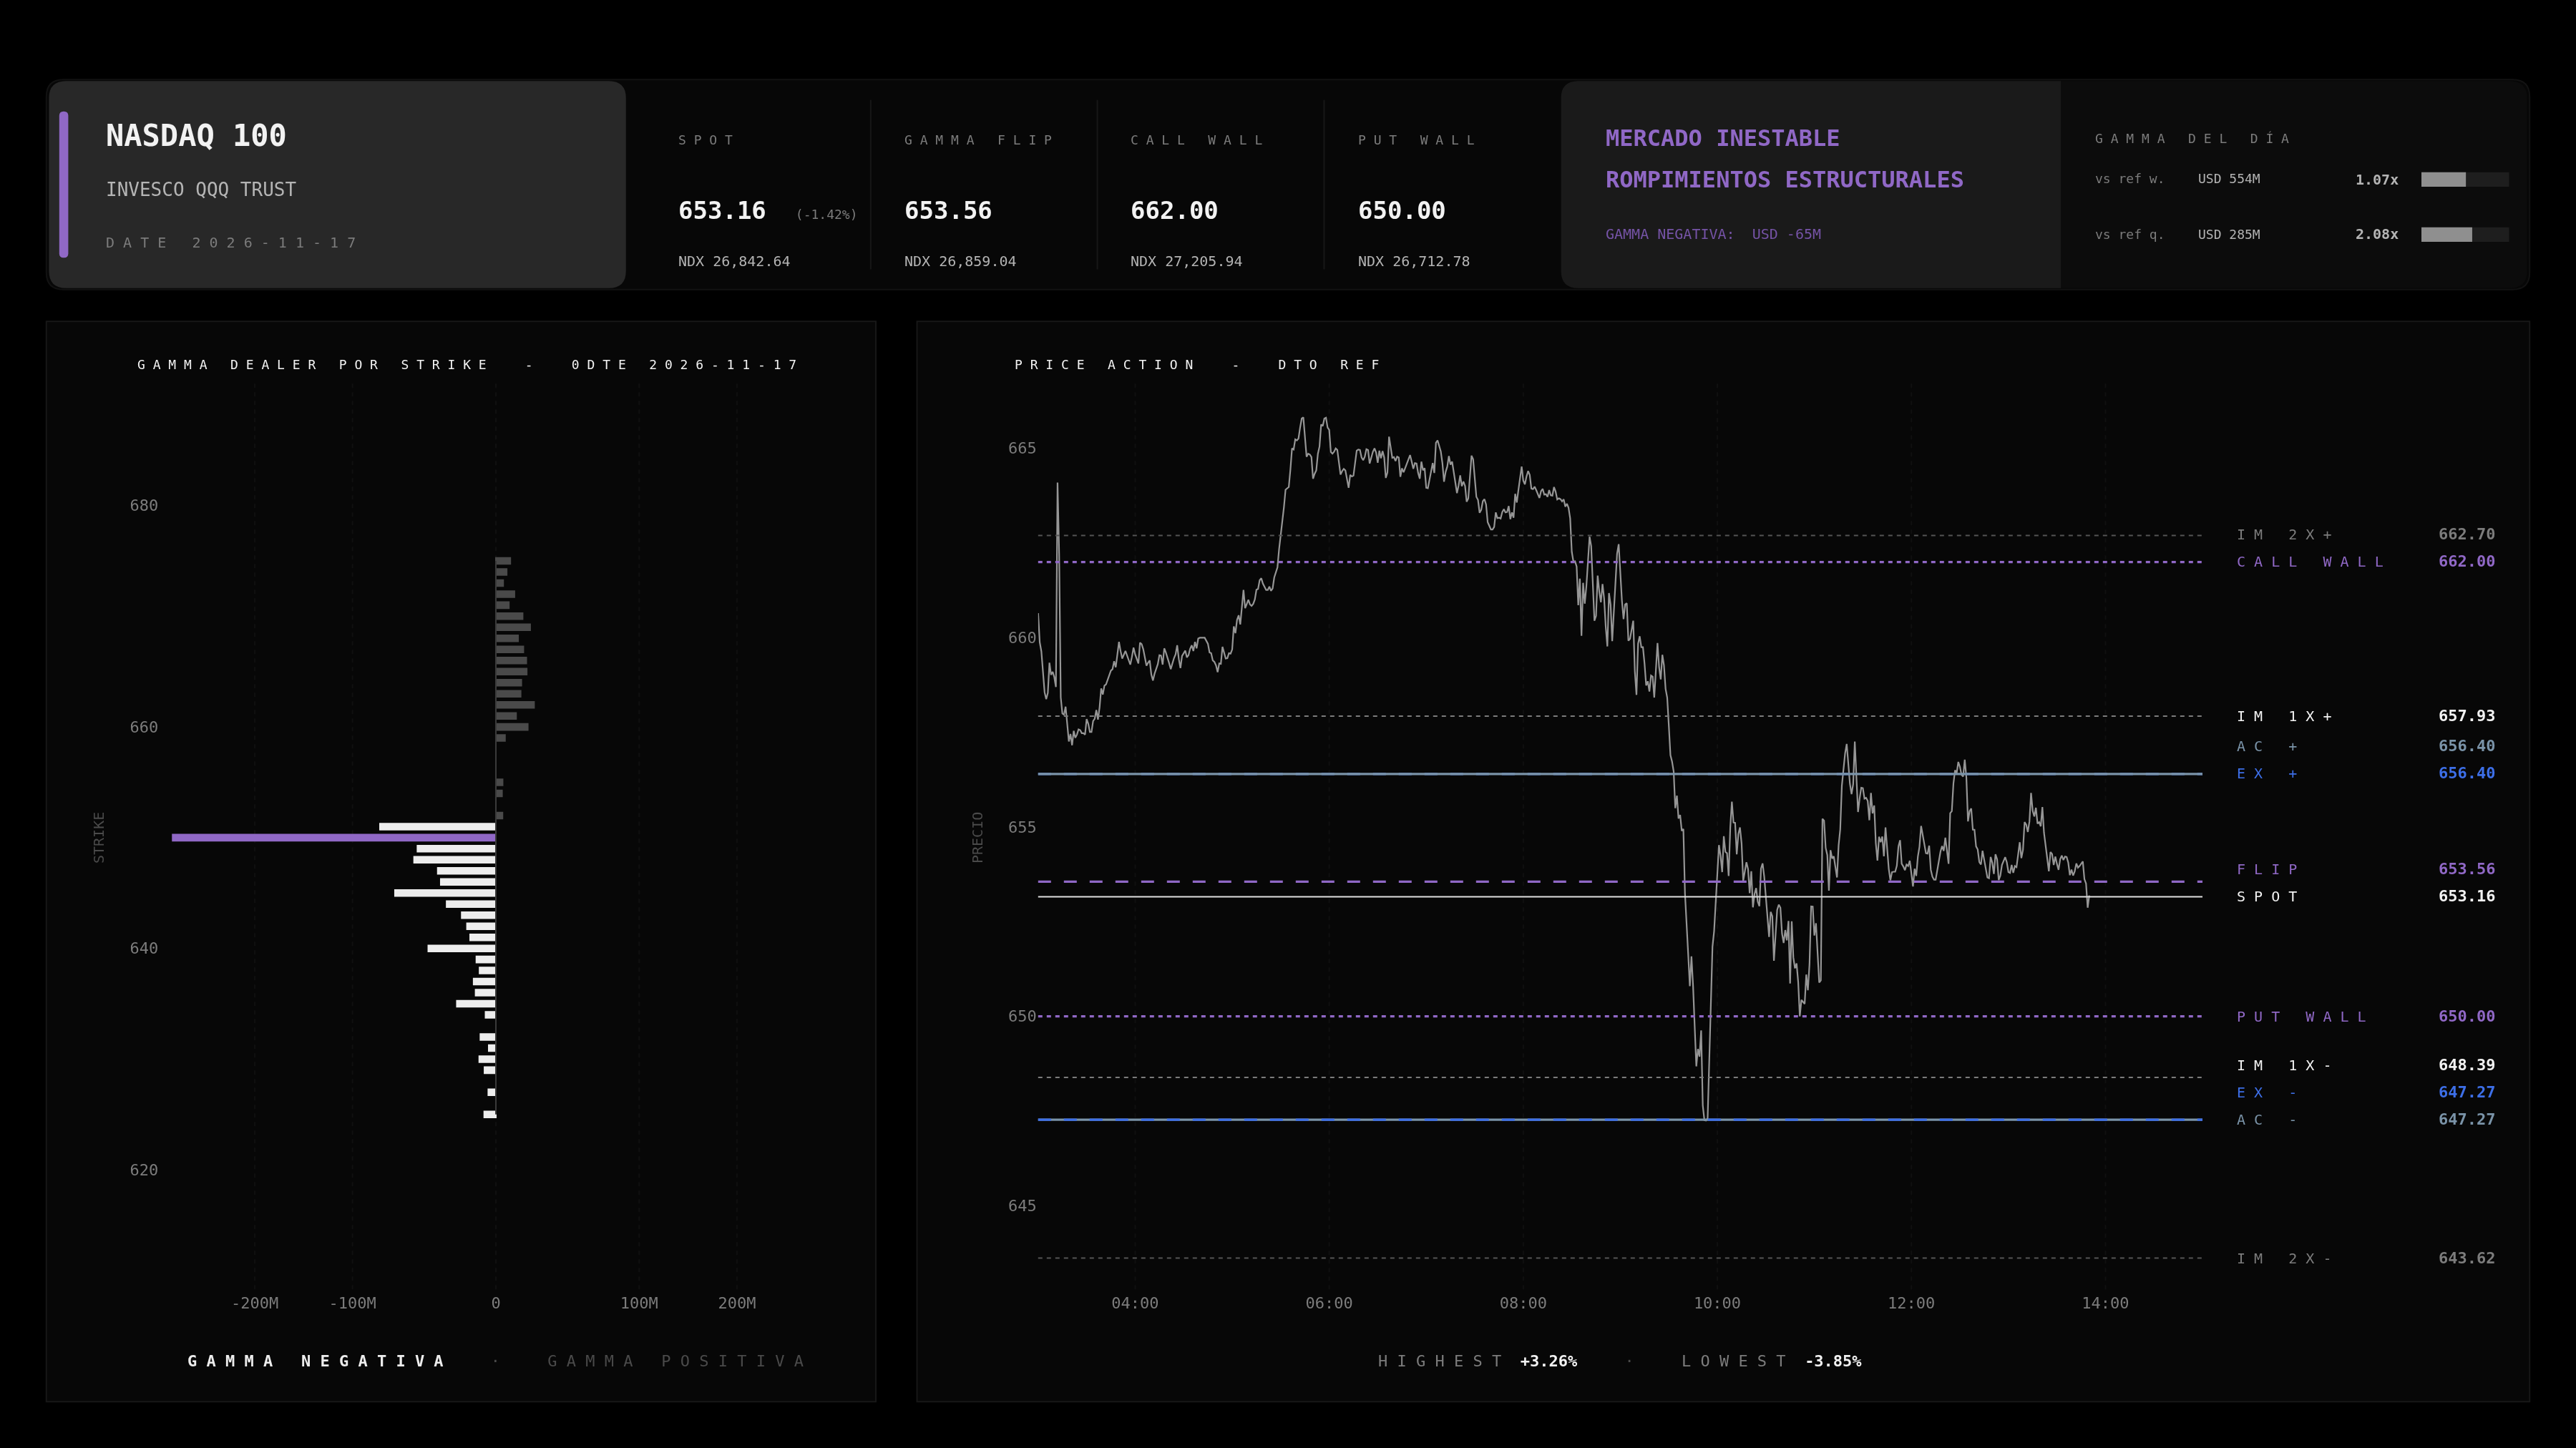 NASDAQ 100
INVESCO QQQ TRUST
DATE 2026-11-17
SPOT
653.16 (-1.42%)
NDX 26,842.64
GAMMA FLIP
653.56
NDX 26,859.04
CALL WALL
662.00
NDX 27,205.94
PUT WALL
650.00
NDX 26,712.78
MERCADO INESTABLE
ROMPIMIENTOS ESTRUCTURALES
GAMMA NEGATIVA: USD -65M
GAMMA DEL DÍA
vs ref w. USD 554M 1.07x
vs ref q. USD 285M 2.08x
GAMMA DEALER POR STRIKE - 0DTE 2026-11-17
STRIKE
680
660
640
620
-200M -100M 0 100M 200M
GAMMA NEGATIVA · GAMMA POSITIVA
PRICE ACTION - DTO REF
PRECIO
665
660
655
650
645
04:00 06:00 08:00 10:00 12:00 14:00
IM 2X+ 662.70
CALL WALL 662.00
IM 1X+ 657.93
AC + 656.40
EX + 656.40
FLIP 653.56
SPOT 653.16
PUT WALL 650.00
IM 1X- 648.39
EX - 647.27
AC - 647.27
IM 2X- 643.62
HIGHEST +3.26% · LOWEST -3.85%